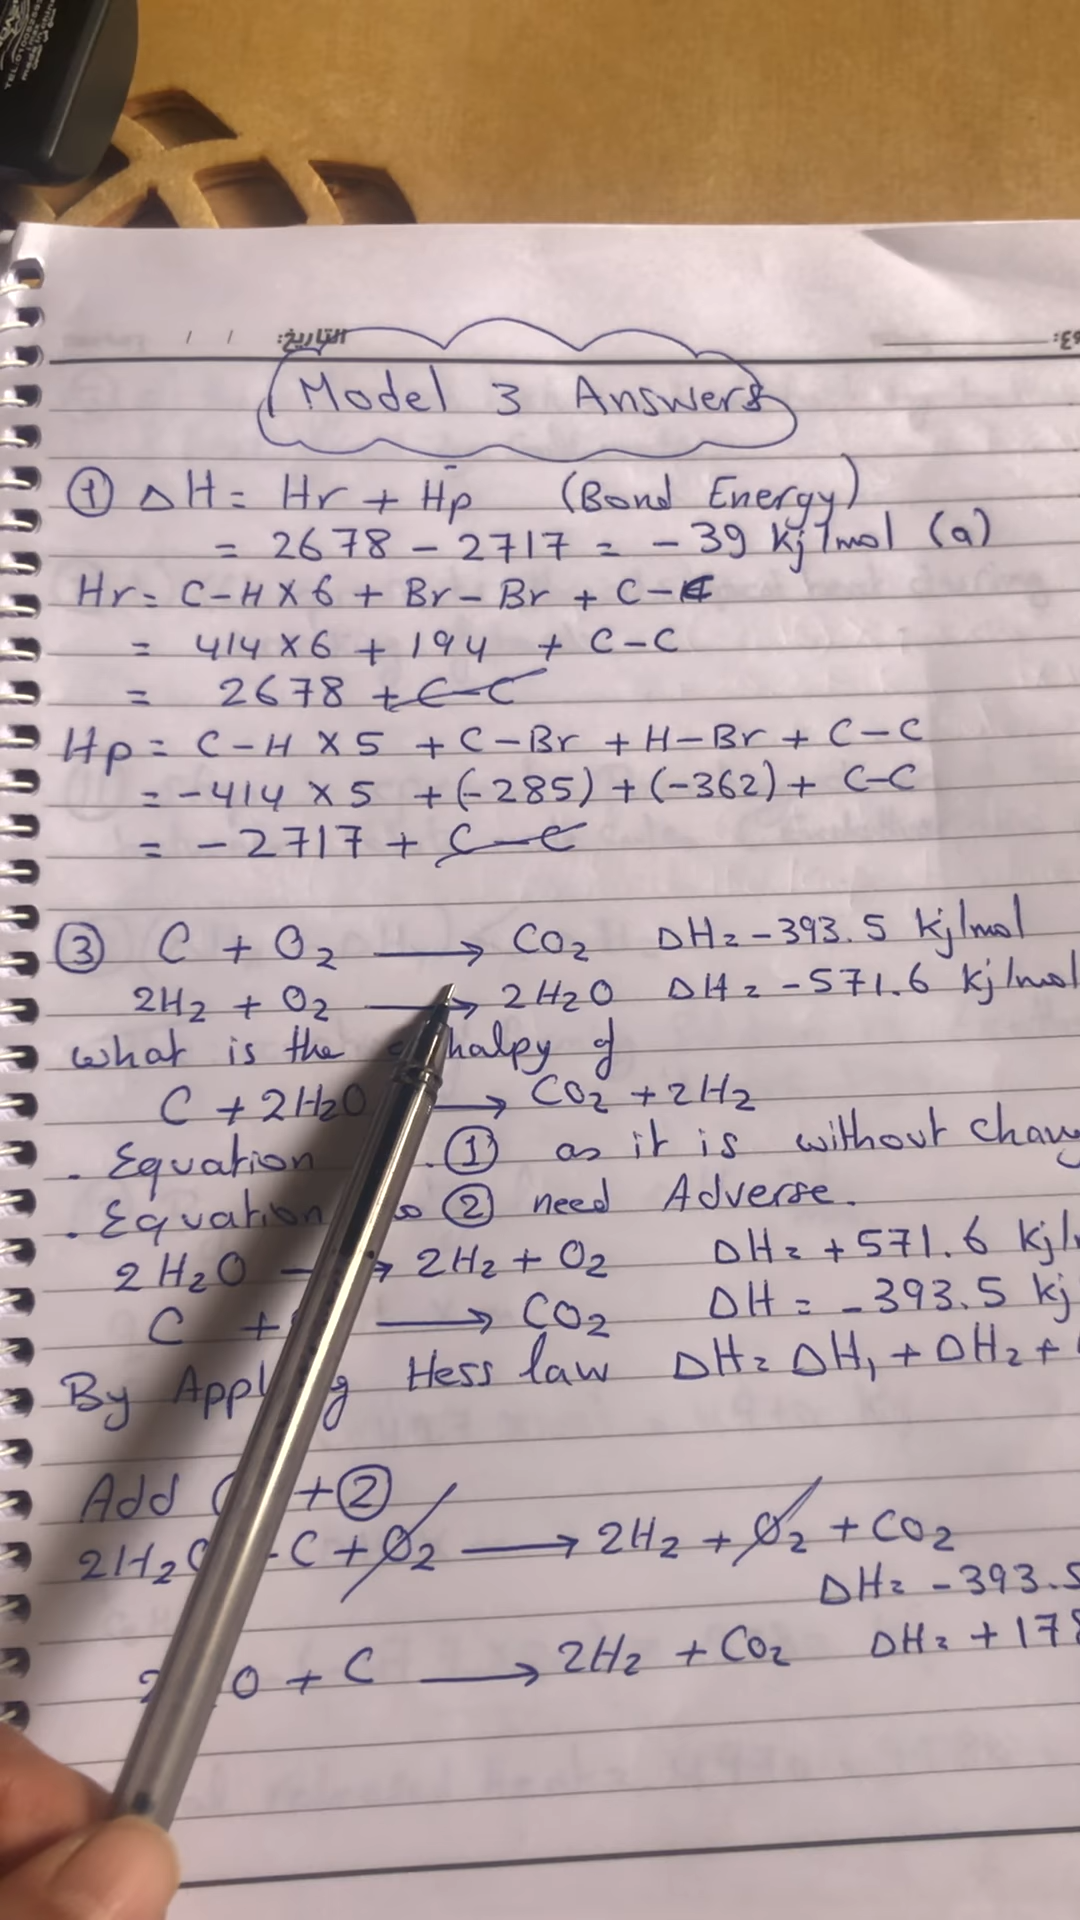 التاريخ: / /
Model 3 Answers
① ΔH = Hr + Hp (Bond Energy)
= 2678 - 2717 = -39 kj/mol (a)
Hr = C-H×6 + Br-Br + C-C
= 414×6 + 194 + C-C
= 2678 + C-C
Hp = C-H × 5 + C-Br + H-Br + C-C
= -414 × 5 + (-285) + (-362) + C-C
= -2717 + C-C
③ C + O₂ → CO₂ ΔH = -393.5 kj/mol
2H₂ + O₂ → 2H₂O ΔH = -571.6 kj/mol
what is the halpy of
C + 2H₂O → CO₂ + 2H₂
. Equation ① as it is without
. Equation ② need Adverse.
2H₂O → 2H₂ + O₂ ΔH = +571.6
C + → CO₂ ΔH = -393.5 kj
By Hess law ΔH = ΔH₁ + ΔH₂ +
Add + ②
2H₂ C + O₂ → 2H₂ + O₂ + CO₂
ΔH = -393.5
O + C → 2H₂ + CO₂ ΔH = +178